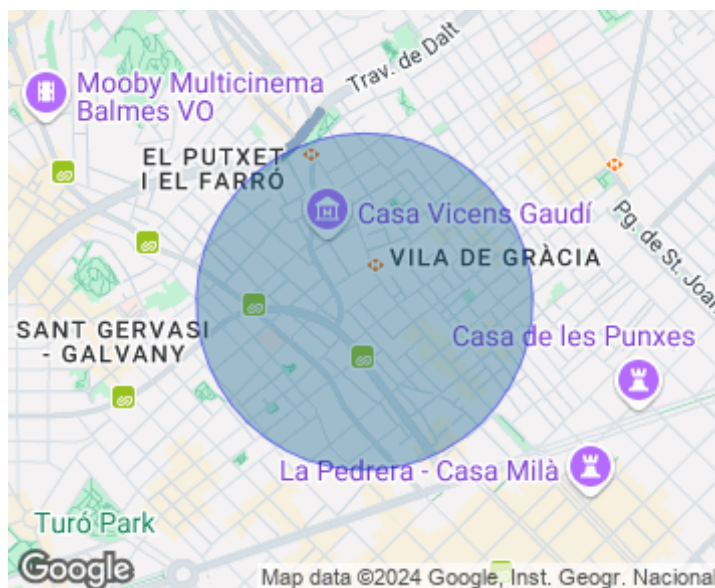 Trav. de Dalt
Mooby Multicinema
Balmes VO
EL PUTXET
I EL FARRÓ
Casa Vicens Gaudí
VILA DE GRÀCIA
Pg. de St. Joan
SANT GERVASI
- GALVANY
Casa de les Punxes
La Pedrera - Casa Milà
Turó Park
Google
Map data ©2024 Google, Inst. Geogr. Nacional